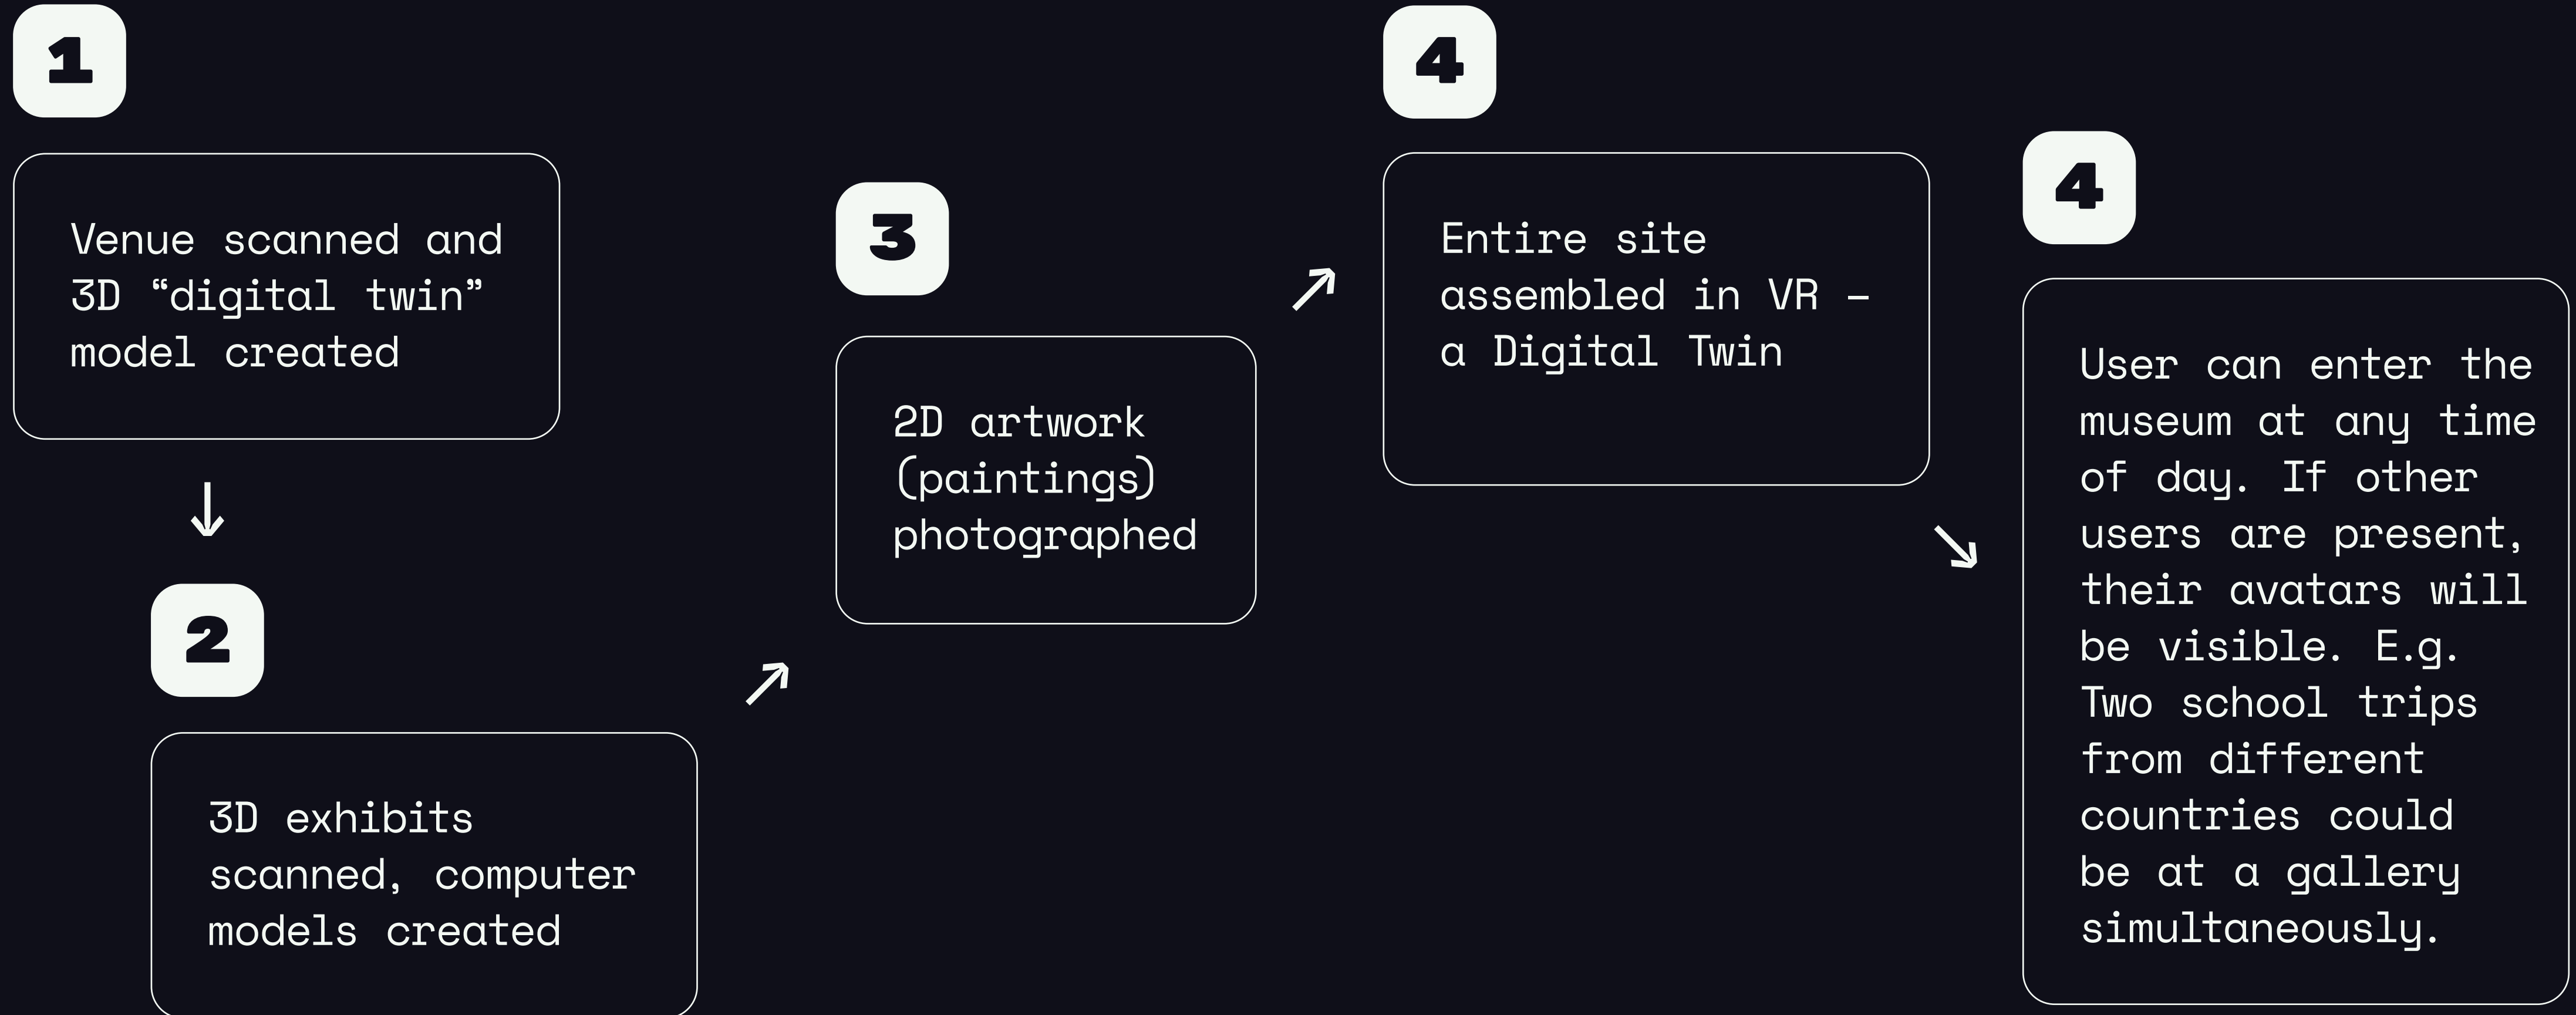 1
Venue scanned and
3D “digital twin”
model created
↓
2
3D exhibits
scanned, computer
models created
↗
3
2D artwork
(paintings)
photographed
↗
4
Entire site
assembled in VR –
a Digital Twin
↘
4
User can enter the
museum at any time
of day. If other
users are present,
their avatars will
be visible. E.g.
Two school trips
from different
countries could
be at a gallery
simultaneously.